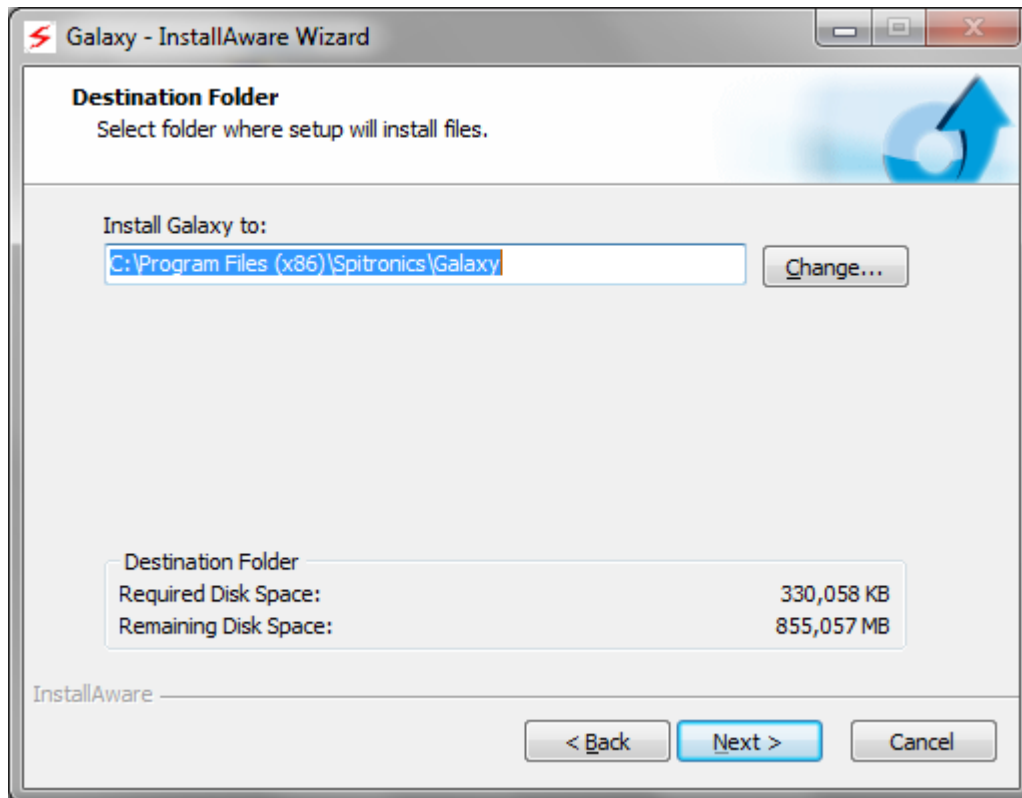 Galaxy - InstallAware Wizard
Destination Folder
Select folder where setup will install files.
Install Galaxy to:
C:\Program Files (x86)\Spitronics\Galaxy
Change...
Destination Folder
Required Disk Space: 330,058 KB
Remaining Disk Space: 855,057 MB
InstallAware
< Back Next > Cancel